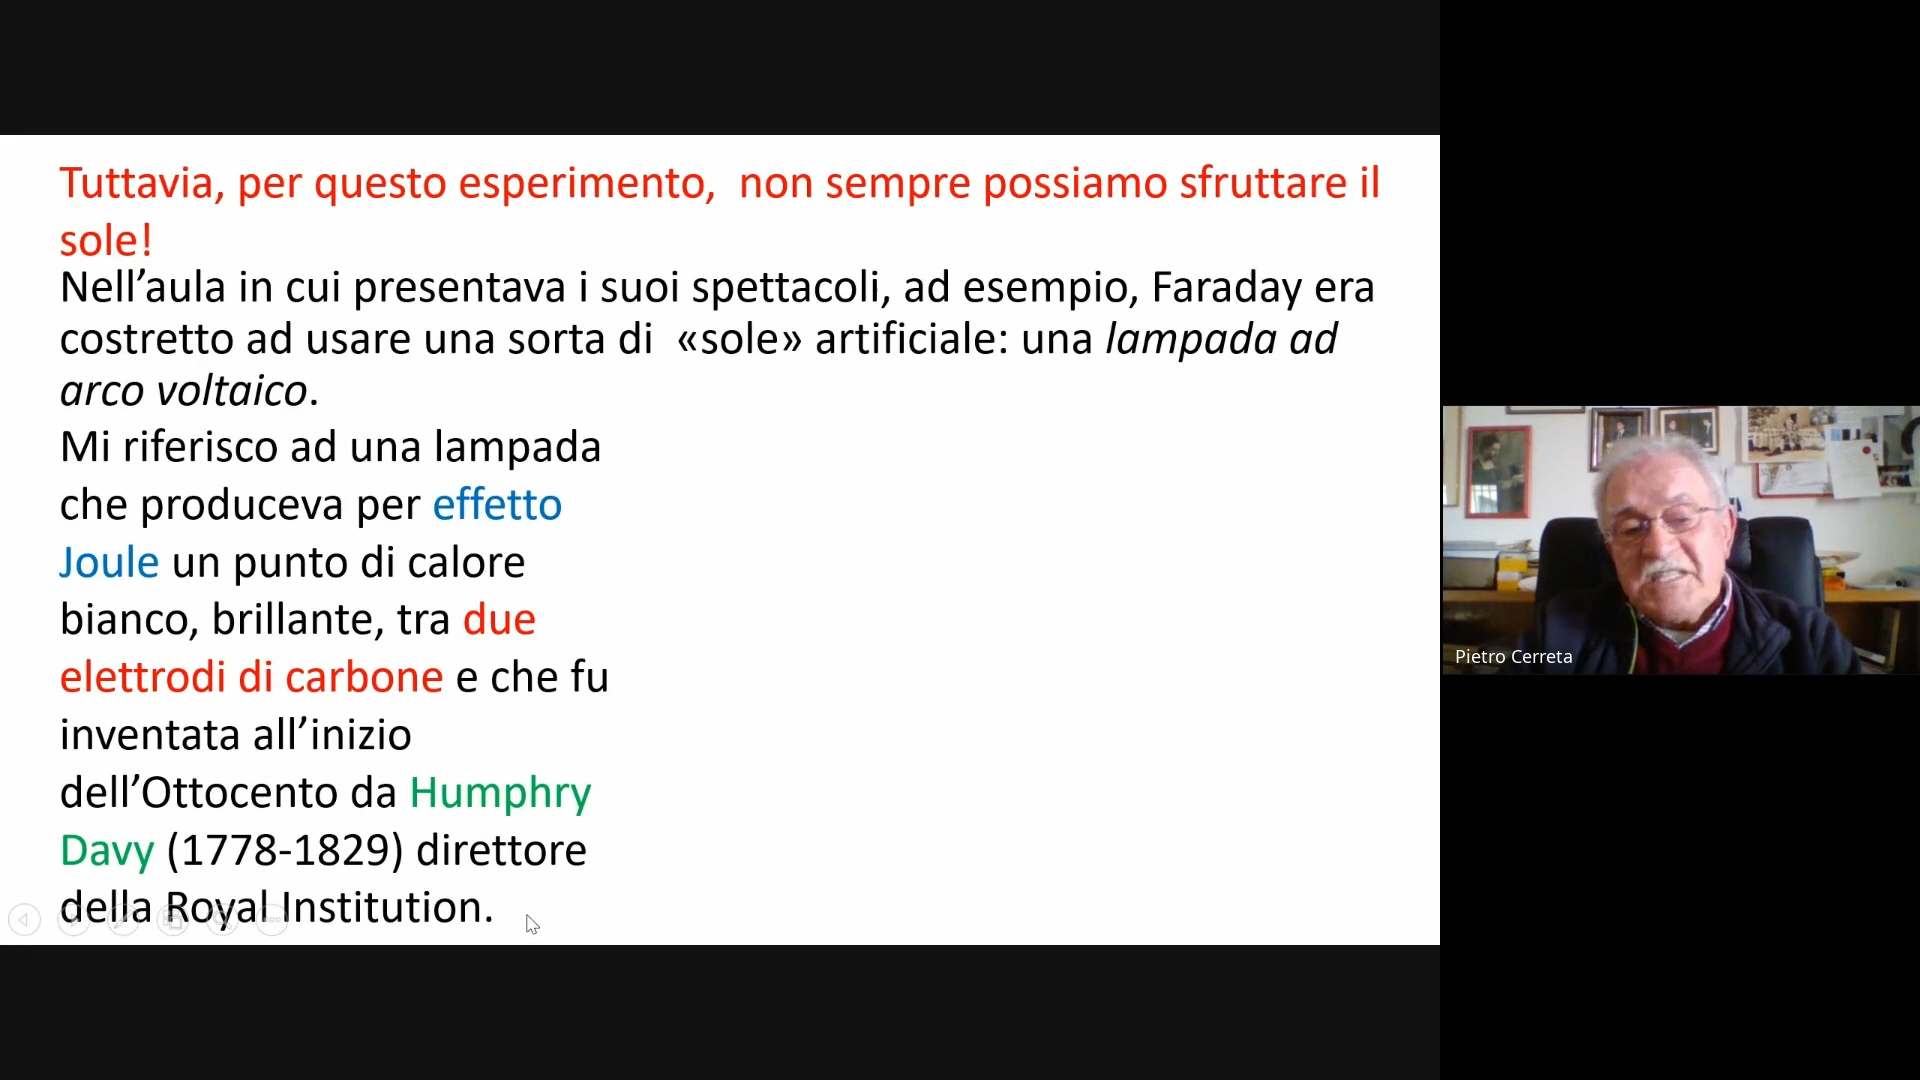 Tuttavia, per questo esperimento,  non sempre possiamo sfruttare il
sole!
Nell’aula in cui presentava i suoi spettacoli, ad esempio, Faraday era
costretto ad usare una sorta di  «sole» artificiale: una lampada ad
arco voltaico.
Mi riferisco ad una lampada
che produceva per effetto
Joule un punto di calore
bianco, brillante, tra due
elettrodi di carbone e che fu
inventata all’inizio
dell’Ottocento da Humphry
Davy (1778-1829) direttore
della Royal Institution.
Pietro Cerreta